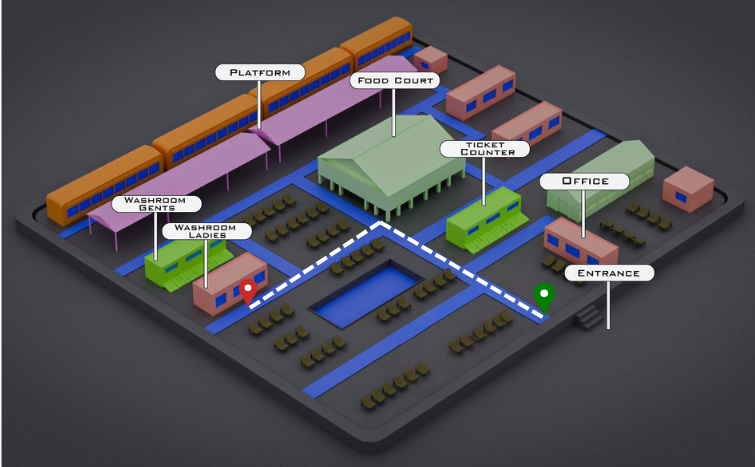 PLATFORM
FOOD COURT
TICKET
COUNTER
OFFICE
WASHROOM
GENTS
WASHROOM
LADIES
ENTRANCE